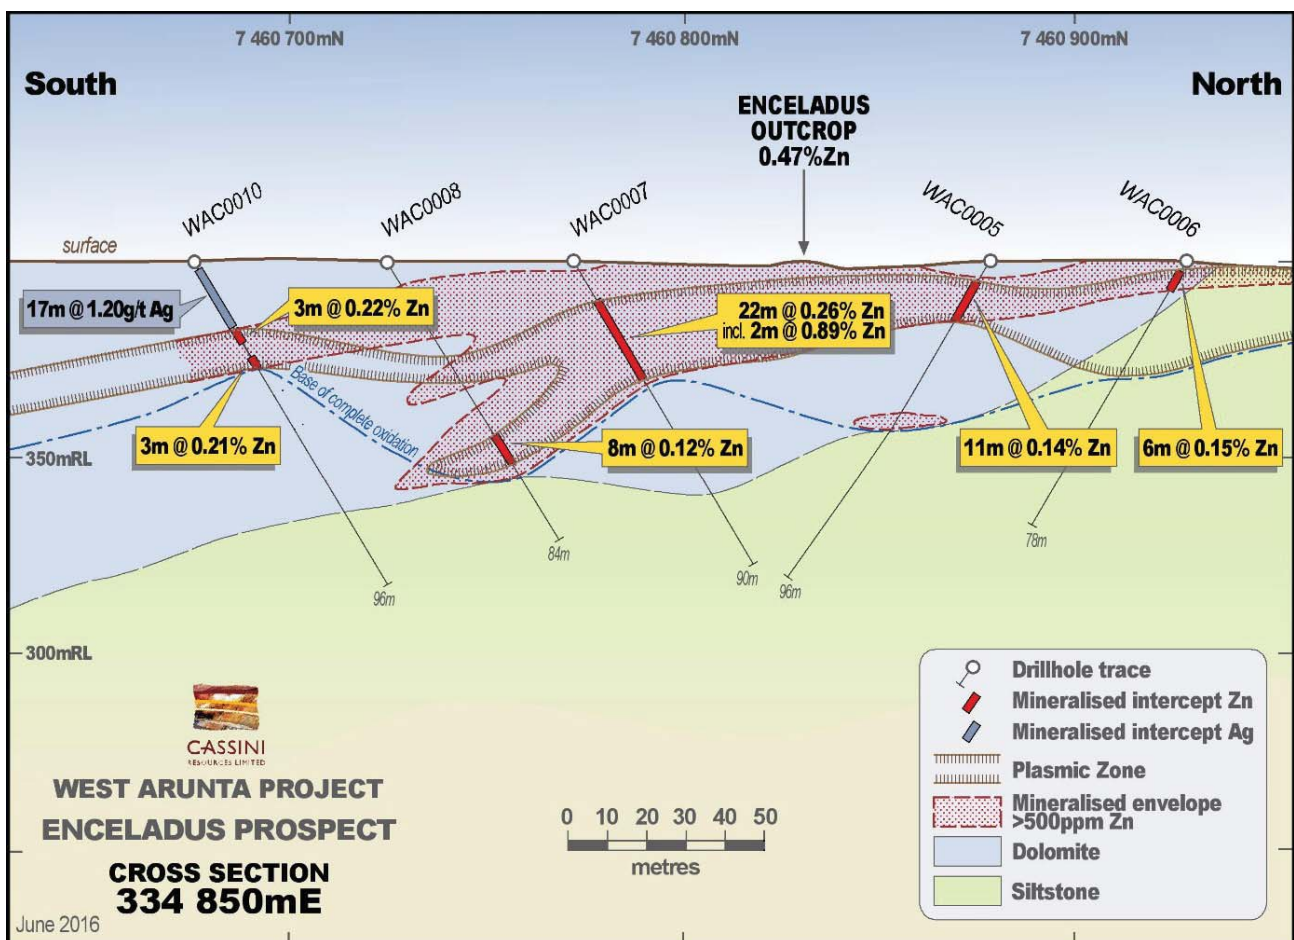 7 460 700mN
7 460 800mN
7 460 900mN
South
North
ENCELADUS
OUTCROP
0.47%Zn
WAC0010
WAC0008
WAC0007
WAC0005
WAC0006
surface
17m @ 1.20g/t Ag
3m @ 0.22% Zn
22m @ 0.26% Zn
incl. 2m @ 0.89% Zn
Base of complete oxidation
3m @ 0.21% Zn
8m @ 0.12% Zn
11m @ 0.14% Zn
6m @ 0.15% Zn
350mRL
84m
78m
90m
96m
96m
300mRL
Drillhole trace
Mineralised intercept Zn
Mineralised intercept Ag
Plasmic Zone
Mineralised envelope
>500ppm Zn
Dolomite
Siltstone
CASSINI
RESOURCES LIMITED
WEST ARUNTA PROJECT
ENCELADUS PROSPECT
CROSS SECTION
334 850mE
0 10 20 30 40 50
metres
June 2016